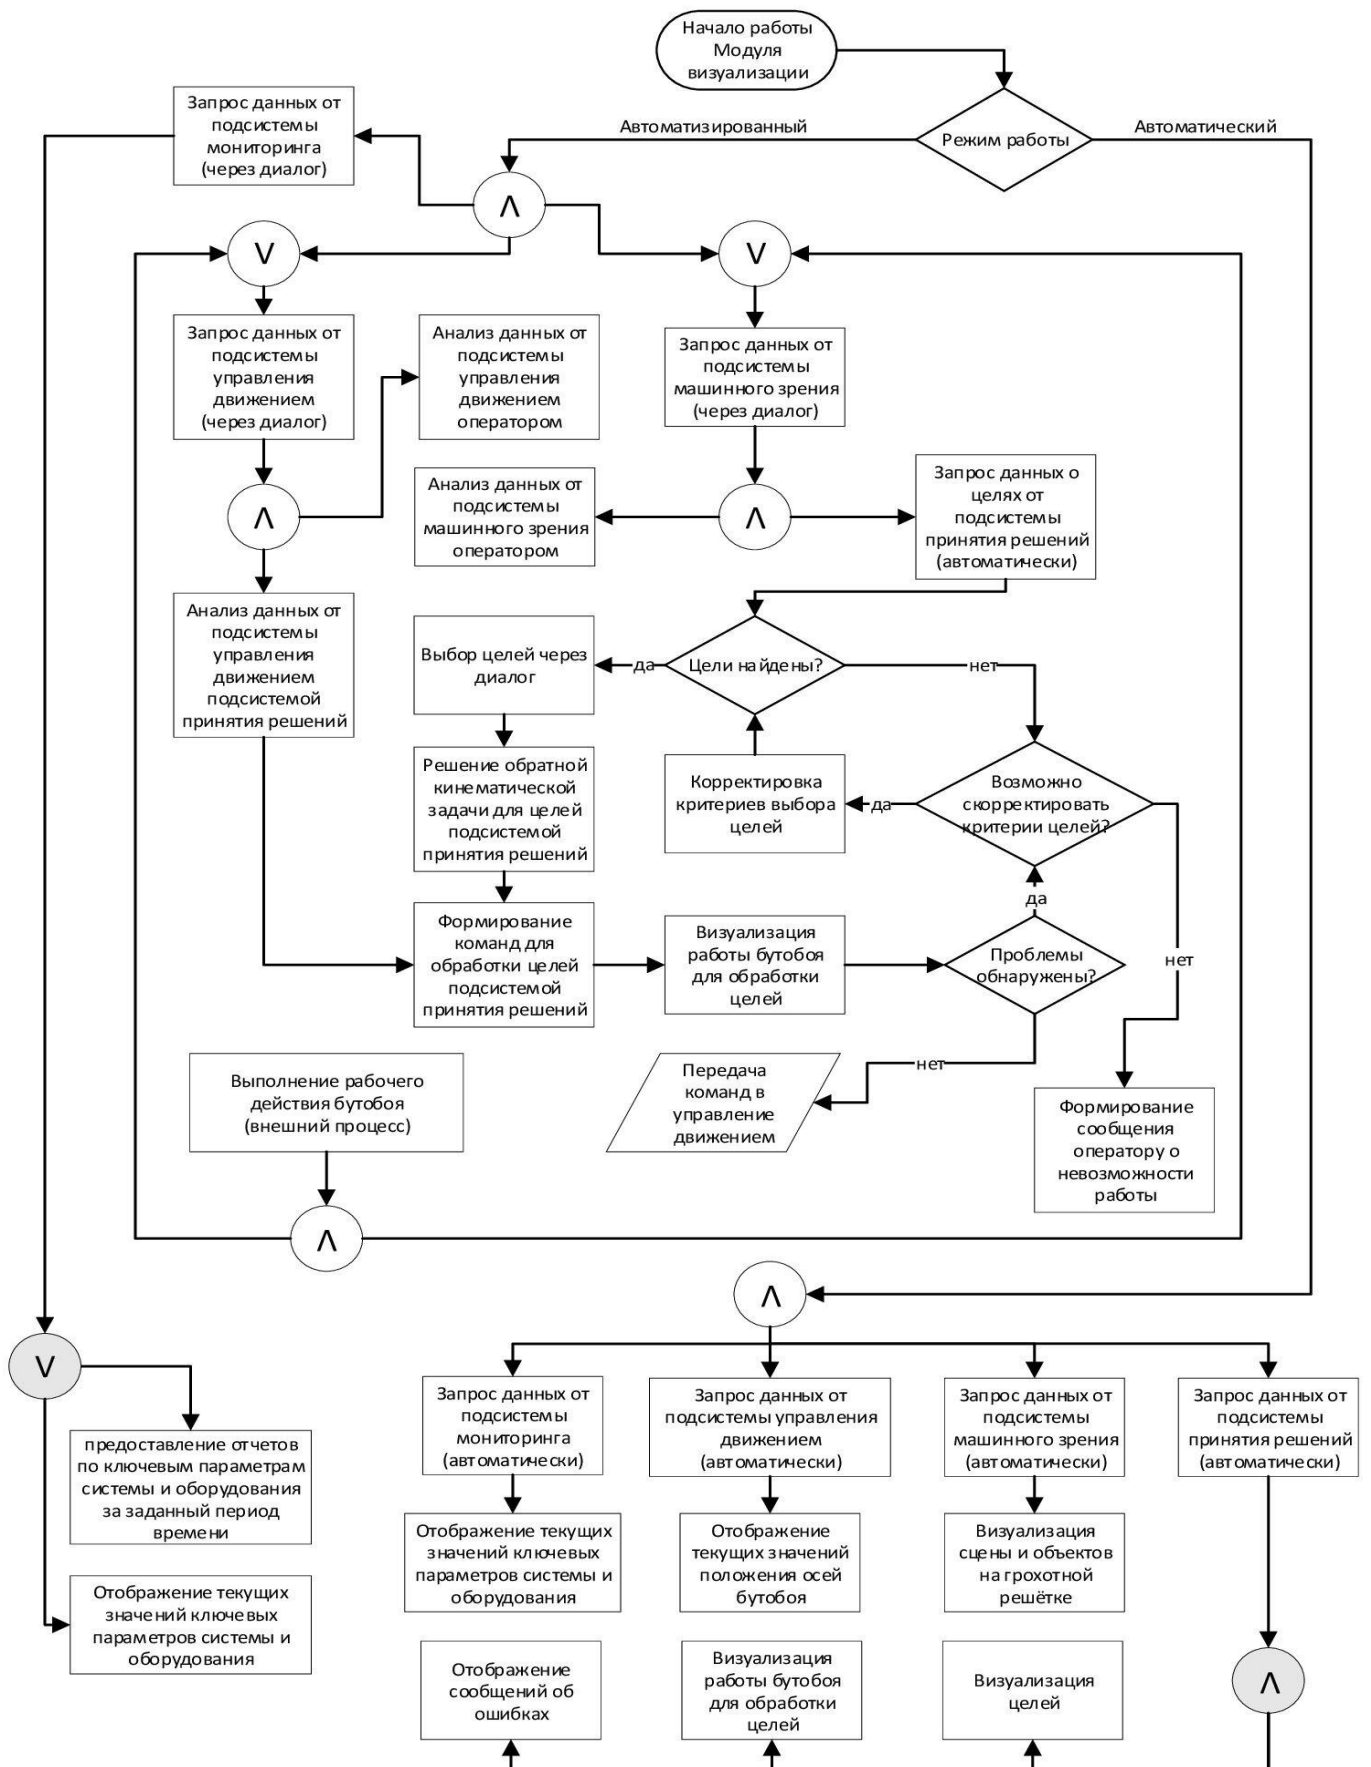 Начало работы
Модуля
визуализации
Запрос данных от
подсистемы
мониторинга
(через диалог)
Автоматизированный
Режим работы
Автоматический
Λ
V
V
Запрос данных от
подсистемы
управления
движением
(через диалог)
Анализ данных от
подсистемы
управления
движением
оператором
Запрос данных от
подсистемы
машинного зрения
(через диалог)
Λ
Анализ данных от
подсистемы
машинного зрения
оператором
Λ
Запрос данных о
целях от
подсистемы
принятия решений
(автоматически)
Анализ данных от
подсистемы
управления
движением
подсистемой
принятия решений
Выбор целей через
диалог
да
Цели найдены?
нет
Решение обратной
кинематической
задачи для целей
подсистемой
принятия решений
Корректировка
критериев выбора
целей
да
Возможно
скорректировать
критерии целей?
да
Формирование
команд для
обработки целей
подсистемой
принятия решений
Визуализация
работы бутобоя
для обработки
целей
Проблемы
обнаружены?
нет
нет
Выполнение рабочего
действия бутобоя
(внешний процесс)
Передача
команд в
управление
движением
Формирование
сообщения
оператору о
невозможности
работы
Λ
Λ
V
предоставление отчетов
по ключевым параметрам
системы и оборудования
за заданный период
времени
Отображение текущих
значений ключевых
параметров системы и
оборудования
Запрос данных от
подсистемы
мониторинга
(автоматически)
Запрос данных от
подсистемы управления
движением
(автоматически)
Запрос данных от
подсистемы
машинного зрения
(автоматически)
Запрос данных от
подсистемы
принятия решений
(автоматически)
Отображение текущих
значений ключевых
параметров системы и
оборудования
Отображение
текущих значений
положения осей
бутобоя
Визуализация
сцены и объектов
на грохотной
решётке
Отображение
сообщений об
ошибках
Визуализация
работы бутобоя
для обработки
целей
Визуализация
целей
Λ